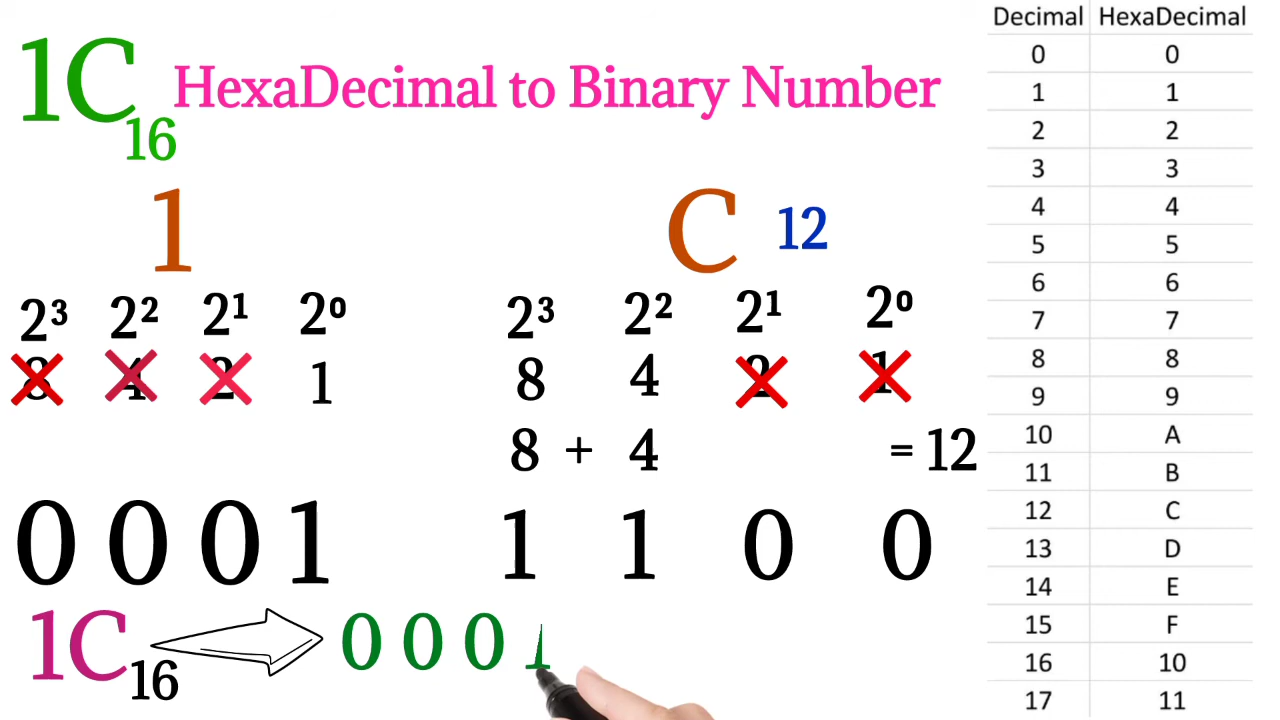 1C16 HexaDecimal to Binary Number
1 C 12
2³ 2² 2¹ 2⁰ 2³ 2² 2¹ 2⁰
8 4 2 1 8 4 2 1
8 + 4 = 12
0 0 0 1 1 1 0 0
1C16 0 0 0 1
Decimal HexaDecimal
0 0
1 1
2 2
3 3
4 4
5 5
6 6
7 7
8 8
9 9
10 A
11 B
12 C
13 D
14 E
15 F
16 10
17 11